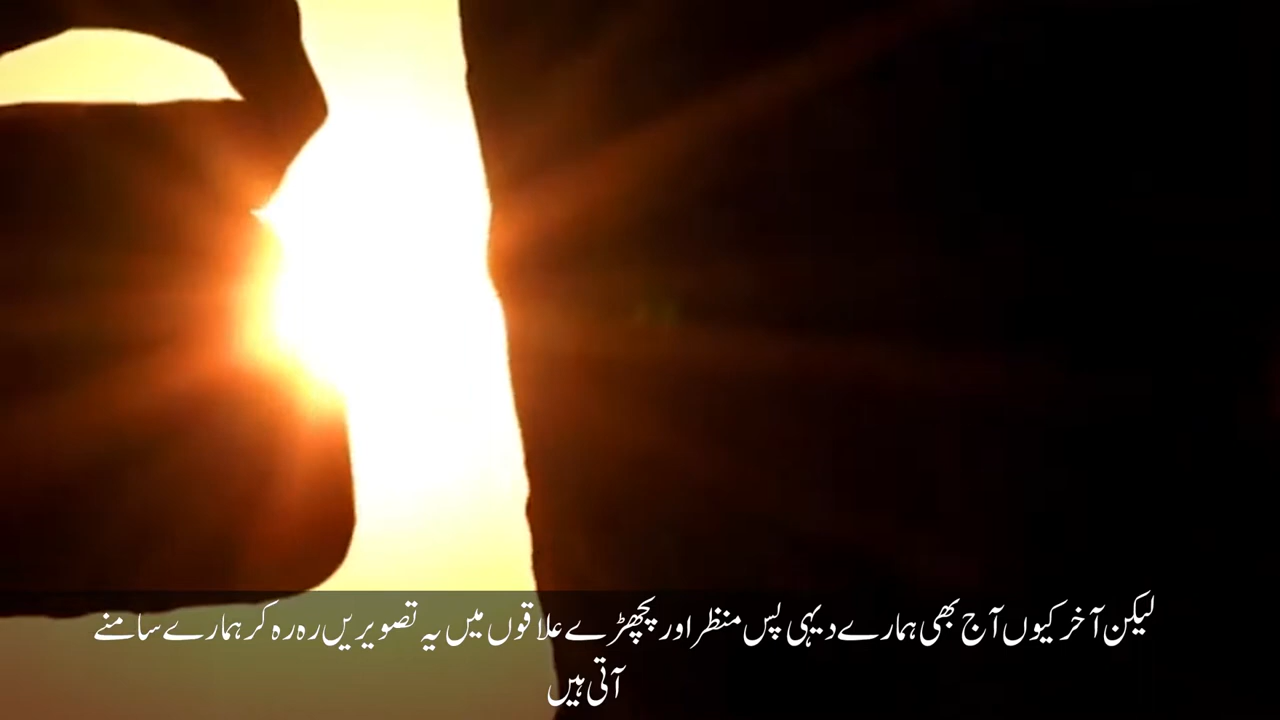 لیکن آخر کیوں آج بھی ہمارے دیہی پس منظر اور پچھڑے علاقوں میں یہ تصویریں رہ رہ کر ہمارے سامنے
آتی ہیں